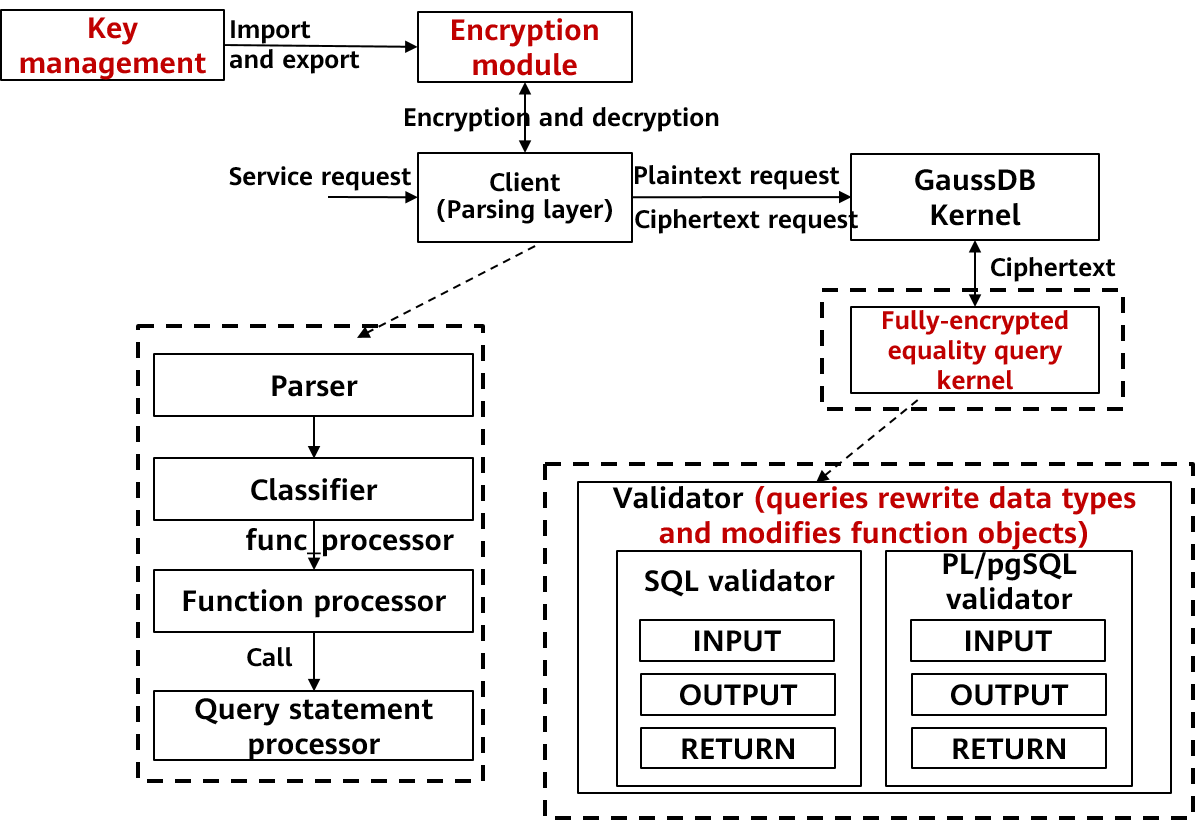 Key
management
Import
and export
Encryption
module
Encryption and decryption
Service request
Client
(Parsing layer)
Plaintext request
Ciphertext request
GaussDB
Kernel
Ciphertext
Fully-encrypted
equality query
kernel
Parser
Classifier
func_processor
Function processor
Call
Query statement
processor
Validator (queries rewrite data types
and modifies function objects)
SQL validator
INPUT
OUTPUT
RETURN
PL/pgSQL
validator
INPUT
OUTPUT
RETURN